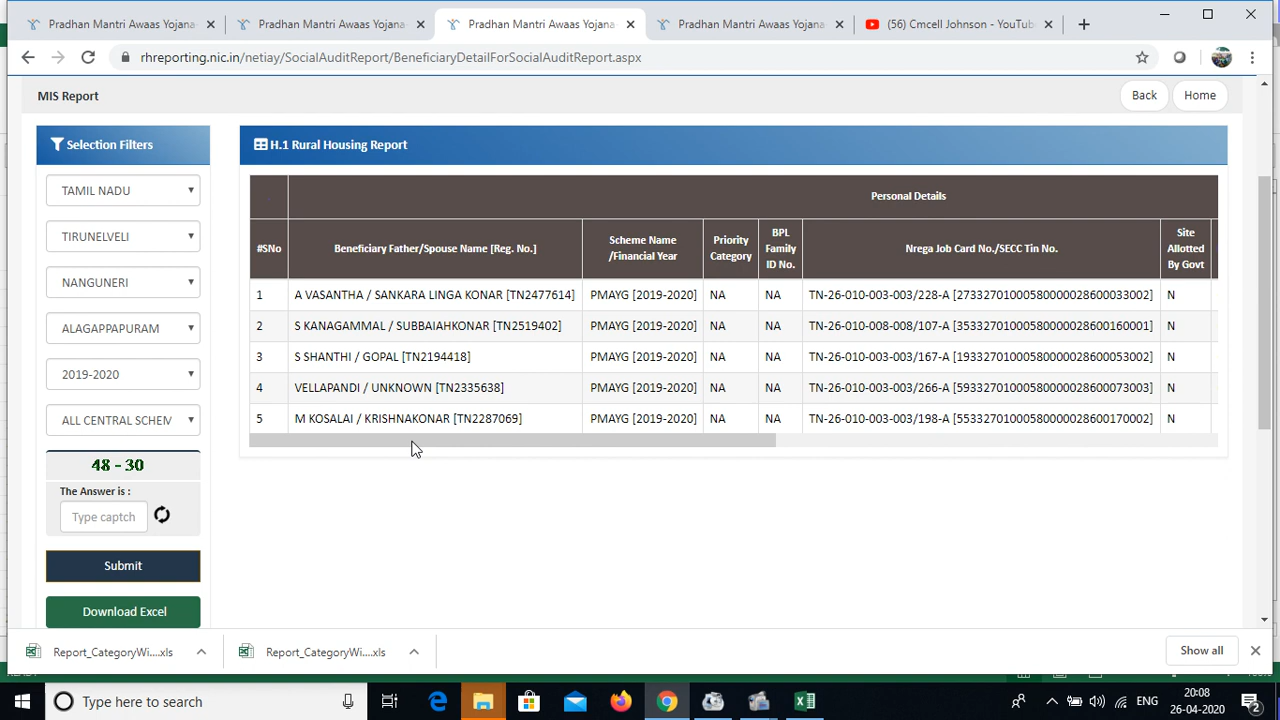 Pradhan Mantri Awaas Yojana
Pradhan Mantri Awaas Yojana
Pradhan Mantri Awaas Yojana
Pradhan Mantri Awaas Yojana
(56) Cmcell Johnson - YouTub
rhreporting.nic.in/netiay/SocialAuditReport/BeneficiaryDetailForSocialAuditReport.aspx
MIS Report
Back
Home
Selection Filters
TAMIL NADU
TIRUNELVELI
NANGUNERI
ALAGAPPAPURAM
2019-2020
ALL CENTRAL SCHEM
48 - 30
The Answer is :
Type captch
Submit
Download Excel
H.1 Rural Housing Report
Personal Details
#SNo Beneficiary Father/Spouse Name [Reg. No.] Scheme Name /Financial Year Priority Category BPL Family ID No. Nrega Job Card No./SECC Tin No. Site Allotted By Govt
1 A VASANTHA / SANKARA LINGA KONAR [TN2477614] PMAYG [2019-2020] NA NA TN-26-010-003-003/228-A [2733270100058000002860003​3002] N
2 S KANAGAMMAL / SUBBAIAHKONAR [TN2519402] PMAYG [2019-2020] NA NA TN-26-010-008-008/107-A [353327010005800000028600160001] N
3 S SHANTHI / GOPAL [TN2194418] PMAYG [2019-2020] NA NA TN-26-010-003-003/167-A [193327010005800000028600053002] N
4 VELLAPANDI / UNKNOWN [TN2335638] PMAYG [2019-2020] NA NA TN-26-010-003-003/266-A [593327010005800000028600073003] N
5 M KOSALAI / KRISHNAKONAR [TN2287069] PMAYG [2019-2020] NA NA TN-26-010-003-003/198-A [553327010005800000028600170002] N
Report_CategoryWi....xls
Report_CategoryWi....xls
Show all
Type here to search
ENG
20:08
26-04-2020
2